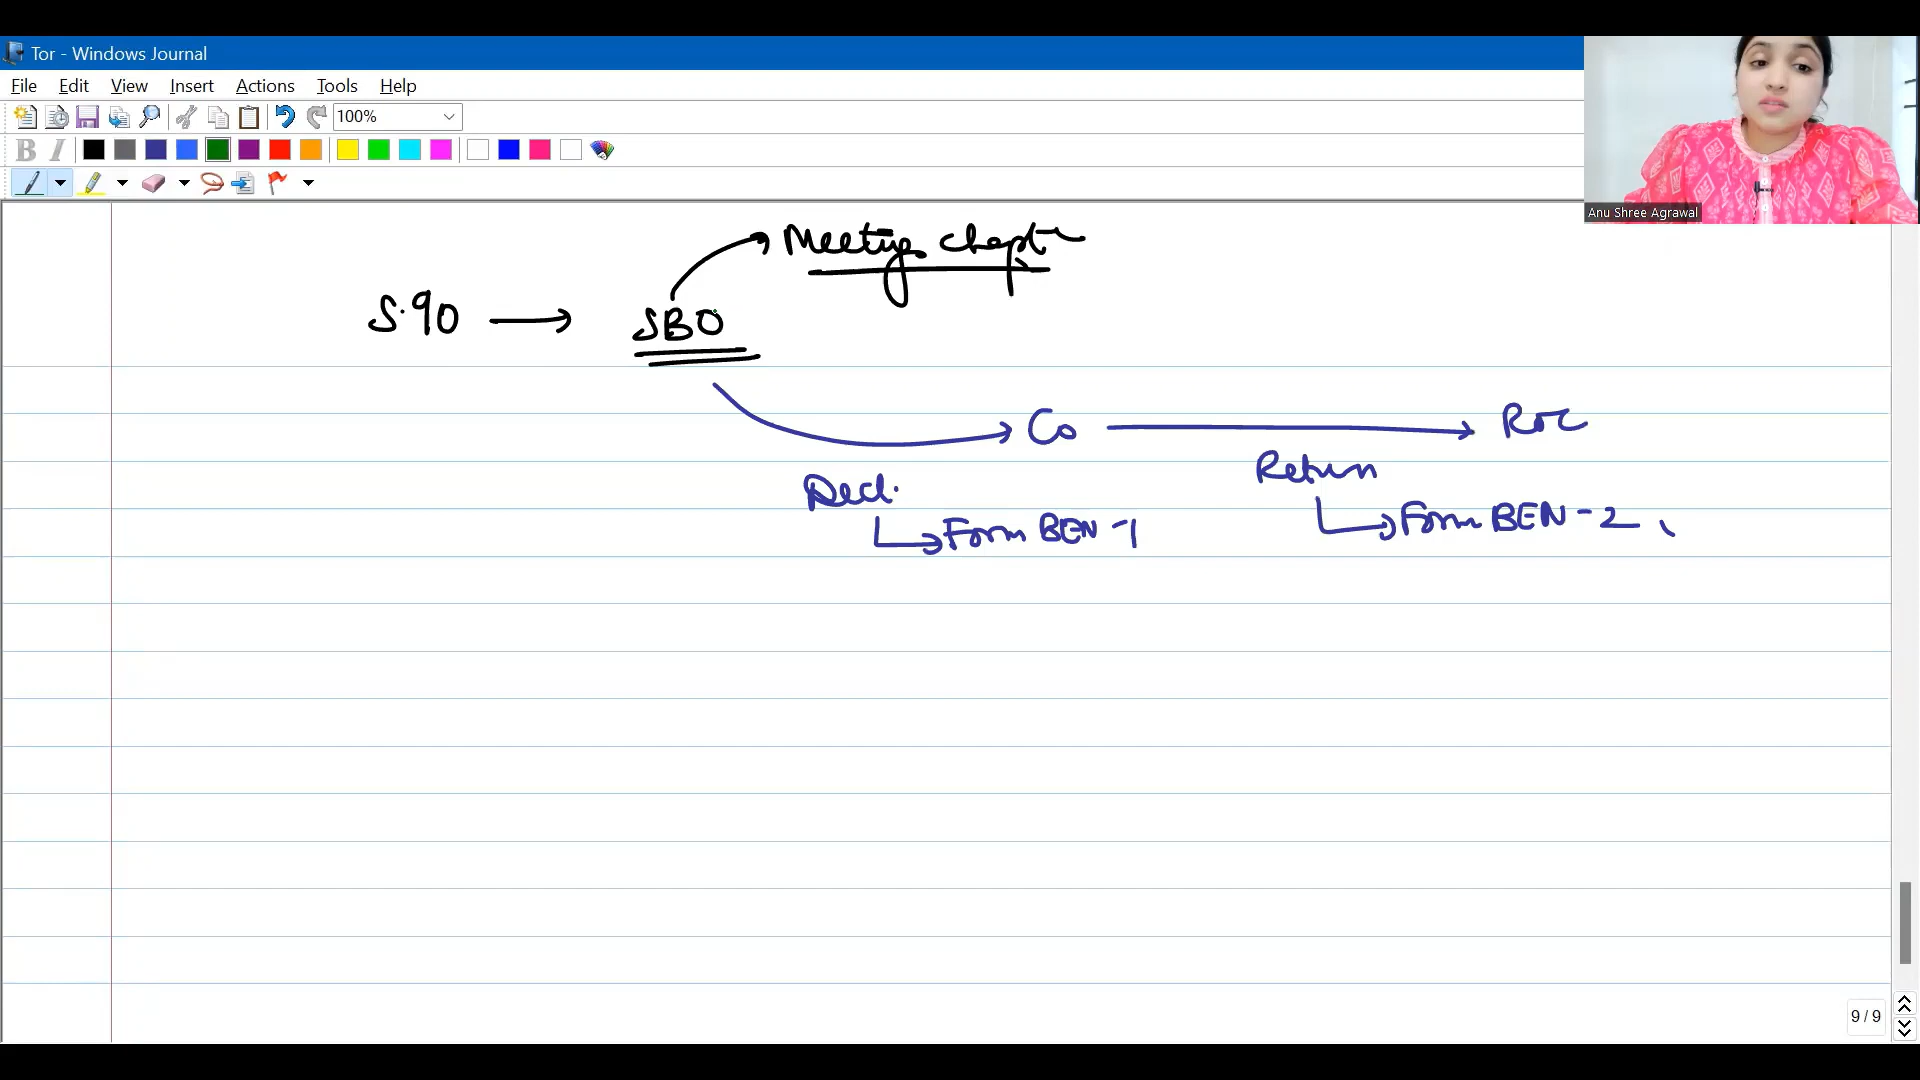 Tor - Windows Journal
File Edit View Insert Actions Tools Help
100%
B I
Anu Shree Agrawal
Meeting chapter
S.90 → SBO
Co → ROC
Decl.
Return
Form BEN-1
Form BEN-2
9 / 9